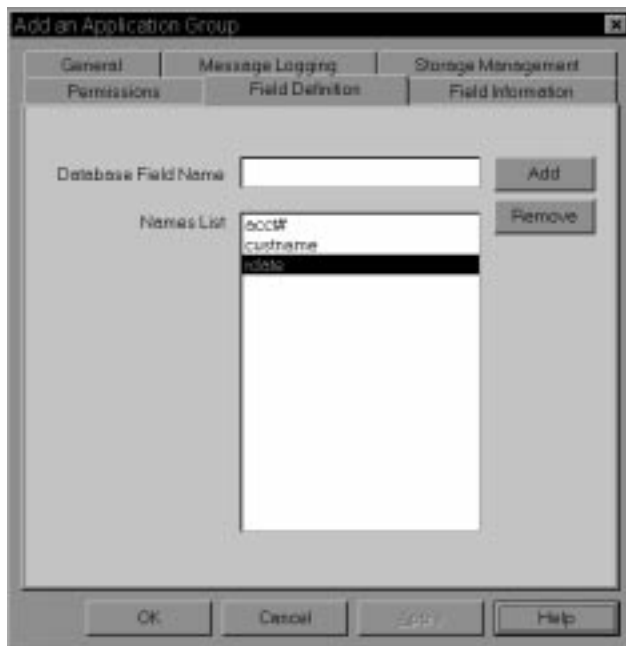 Add an Application Group
General Message Logging Storage Management
Permissions Field Definition Field Information
Database Field Name Add
Names List Remove
acct#
custname
rdate
OK Cancel Apply Help